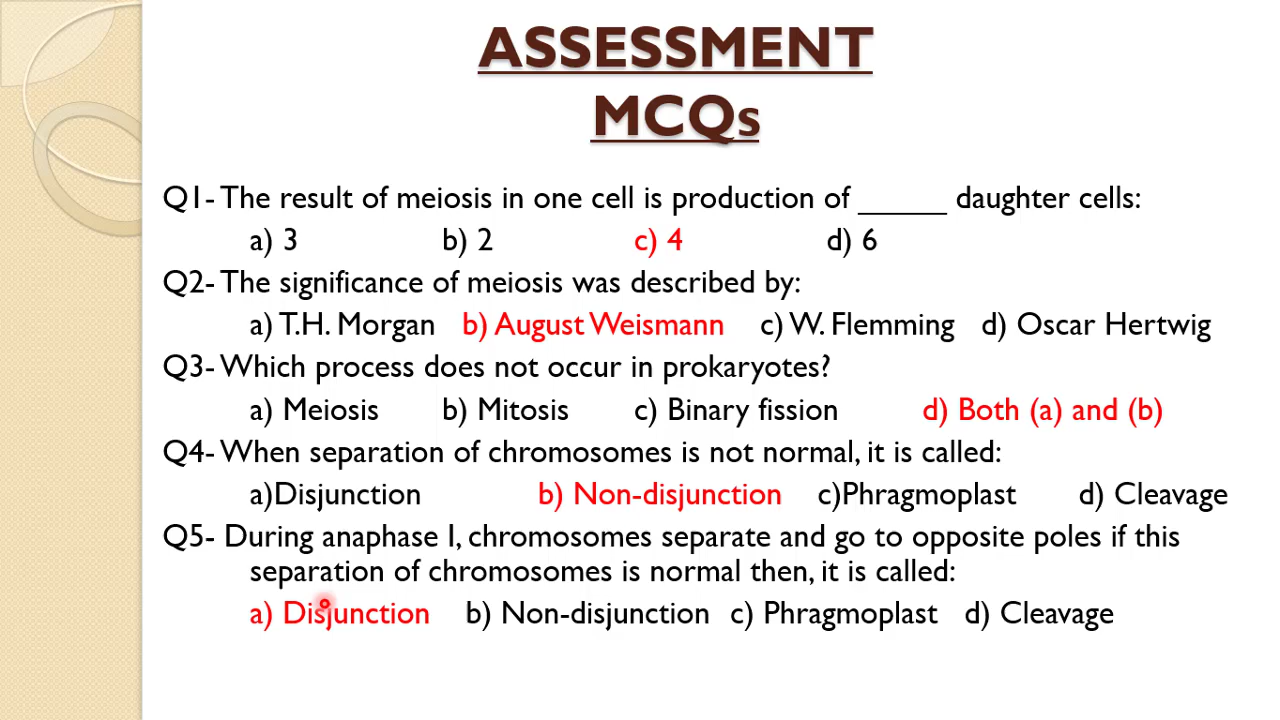 ASSESSMENT
MCQs
Q1- The result of meiosis in one cell is production of _____ daughter cells:
a) 3 b) 2 c) 4 d) 6
Q2- The significance of meiosis was described by:
a) T.H. Morgan b) August Weismann c) W. Flemming d) Oscar Hertwig
Q3- Which process does not occur in prokaryotes?
a) Meiosis b) Mitosis c) Binary fission d) Both (a) and (b)
Q4- When separation of chromosomes is not normal, it is called:
a)Disjunction b) Non-disjunction c)Phragmoplast d) Cleavage
Q5- During anaphase I, chromosomes separate and go to opposite poles if this
separation of chromosomes is normal then, it is called:
a) Disjunction b) Non-disjunction c) Phragmoplast d) Cleavage